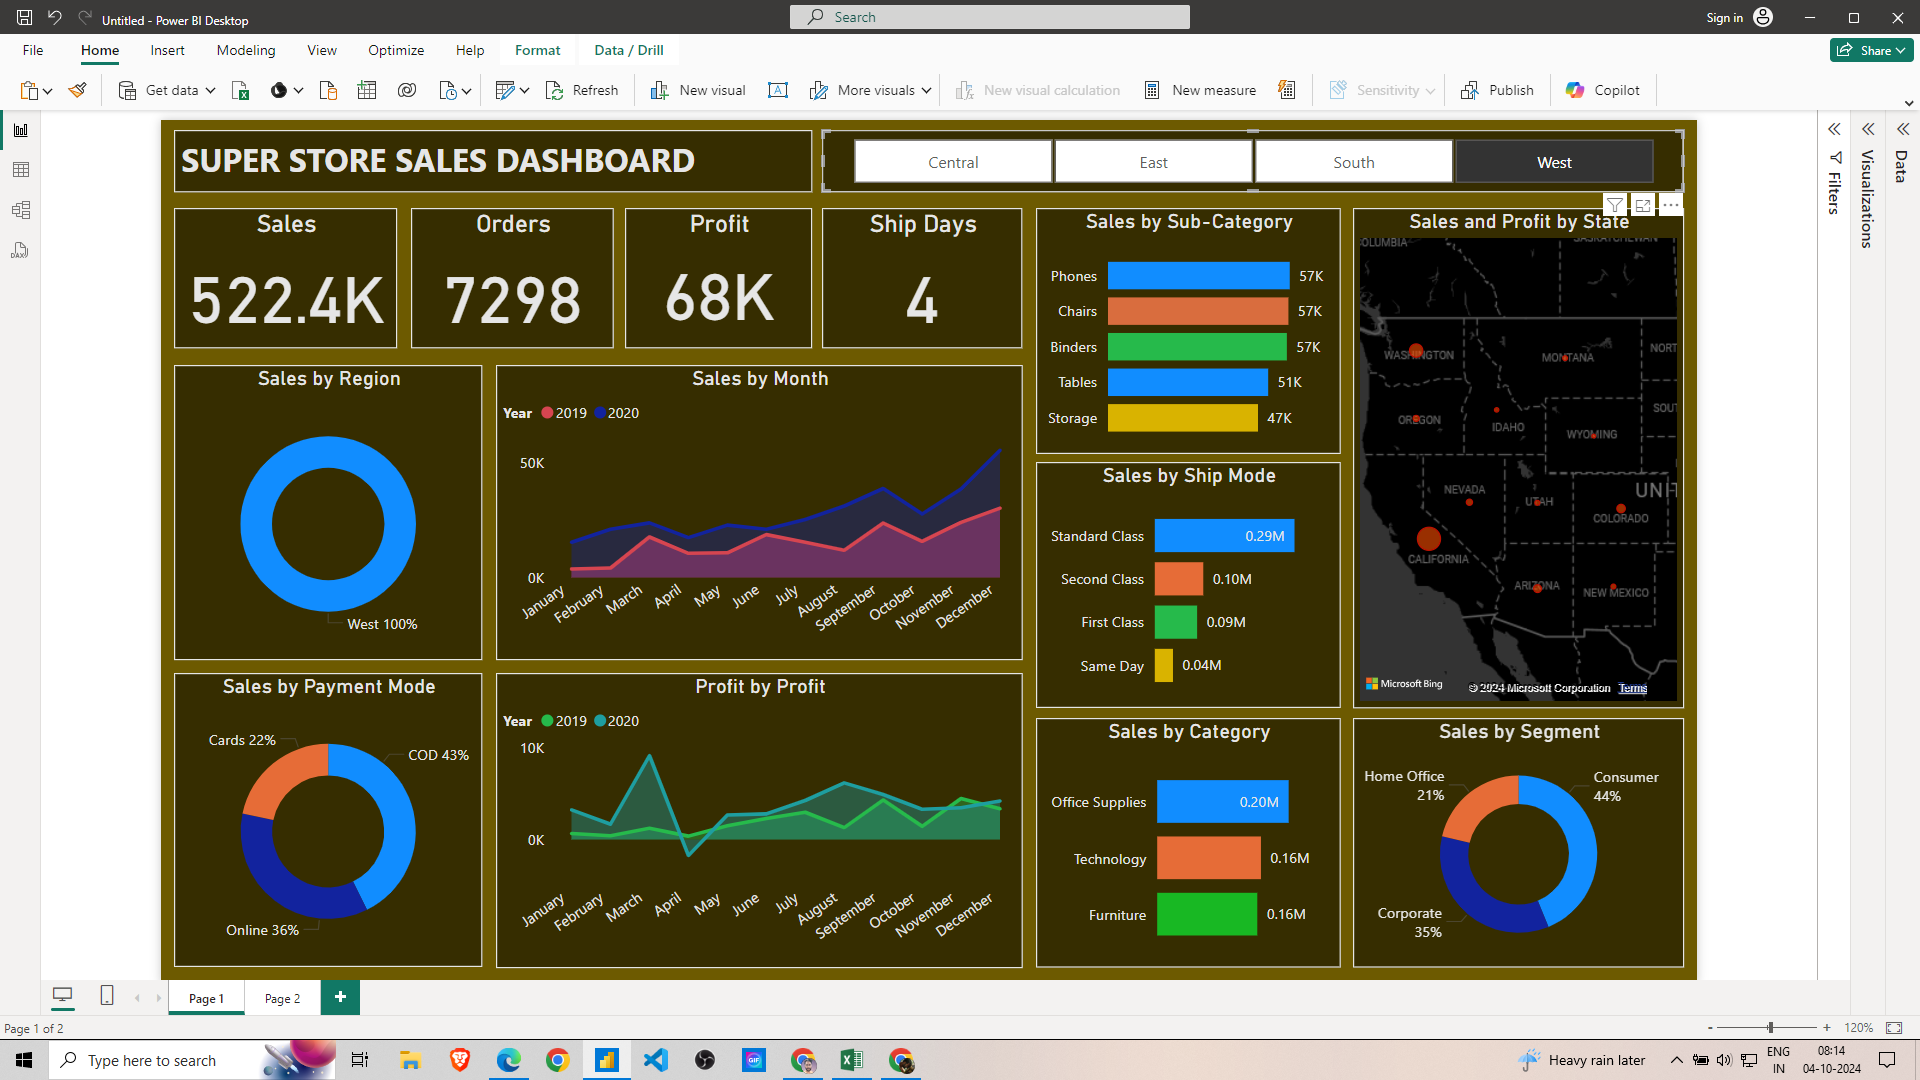 Untitled - Power BI Desktop
Search
Sign in
File
Home
Insert
Modeling
View
Optimize
Help
Format
Data / Drill
Share
Get data
Refresh
New visual
More visuals
New visual calculation
New measure
Sensitivity
Publish
Copilot
SUPER STORE SALES DASHBOARD
Central
East
South
West
Filters
Visualizations
Data
Sales
522.4K
Orders
7298
Profit
68K
Ship Days
4
Sales by Sub-Category
Phones 57K
Chairs 57K
Binders 57K
Tables 51K
Storage 47K
Sales and Profit by State
OLUMBIA
SASKATCHEWAN
WASHINGTON
MONTANA
NORT
OREGON
IDAHO
SOUT
WYOMING
NEVADA
UTAH
UNIT
COLORADO
CALIFORNIA
ARIZONA
NEW MEXICO
Microsoft Bing
© 2024 Microsoft Corporation Terms
Sales by Region
West 100%
Sales by Month
Year 2019 2020
50K
0K
January
February
March
April
May
June
July
August
September
October
November
December
Sales by Ship Mode
Standard Class 0.29M
Second Class 0.10M
First Class 0.09M
Same Day 0.04M
Sales by Payment Mode
Cards 22%
COD 43%
Online 36%
Profit by Profit
Year 2019 2020
10K
0K
January
February
March
April
May
June
July
August
September
October
November
December
Sales by Category
Office Supplies 0.20M
Technology 0.16M
Furniture 0.16M
Sales by Segment
Home Office
21%
Consumer
44%
Corporate
35%
Page 1
Page 2
+
Page 1 of 2
- + 120%
Type here to search
GIF
Heavy rain later
ENG
IN
08:14
04-10-2024